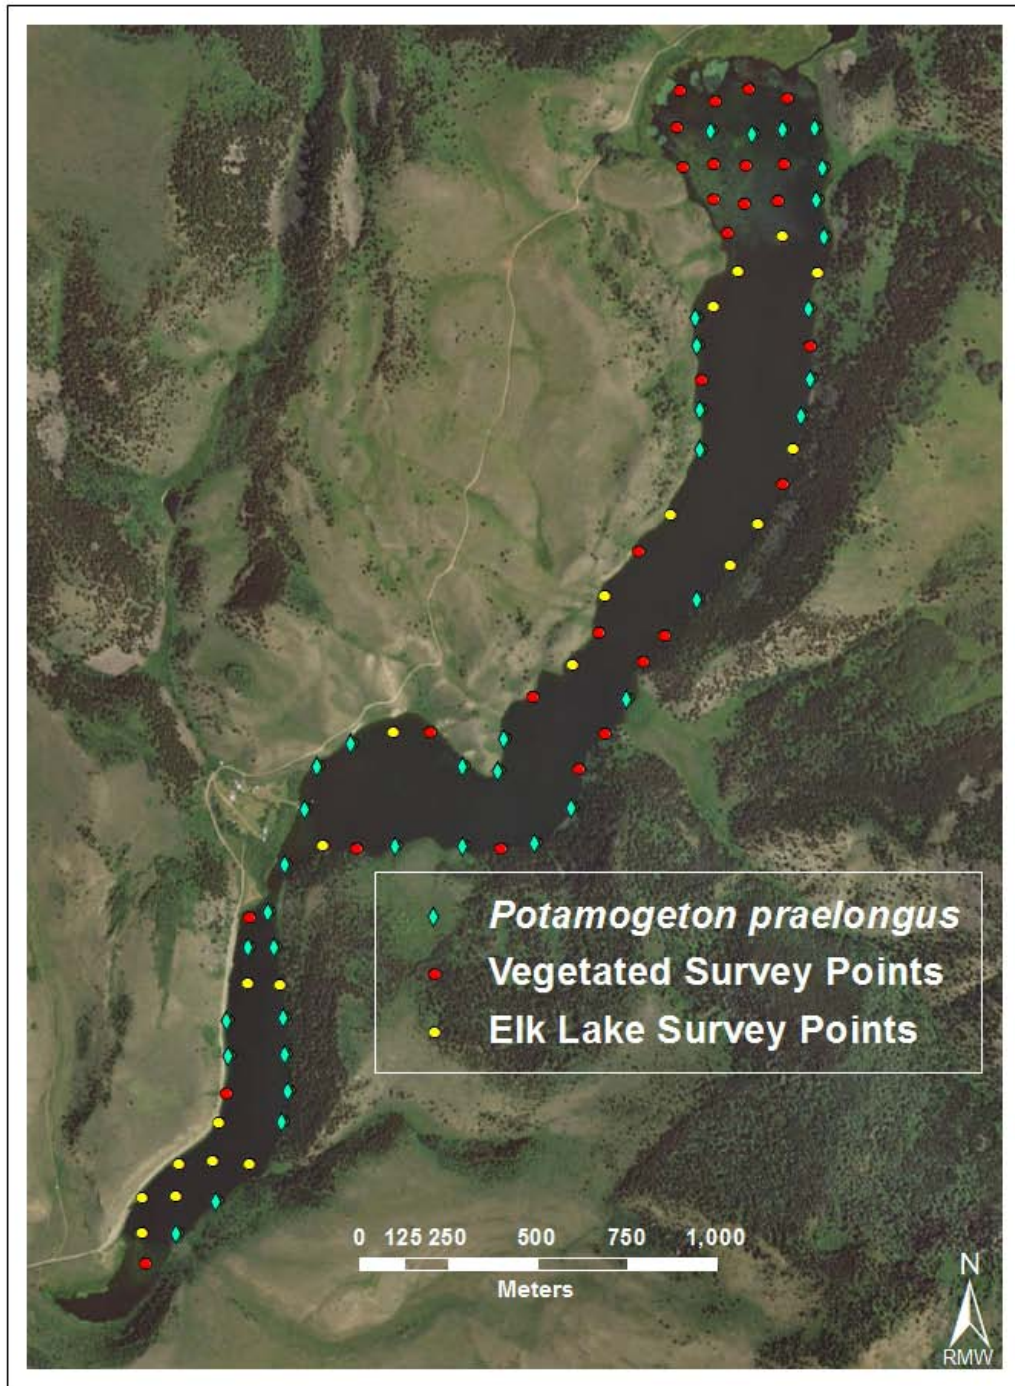 Potamogeton praelongus
Vegetated Survey Points
Elk Lake Survey Points
0 125 250 500 750 1,000
Meters
N
RMW